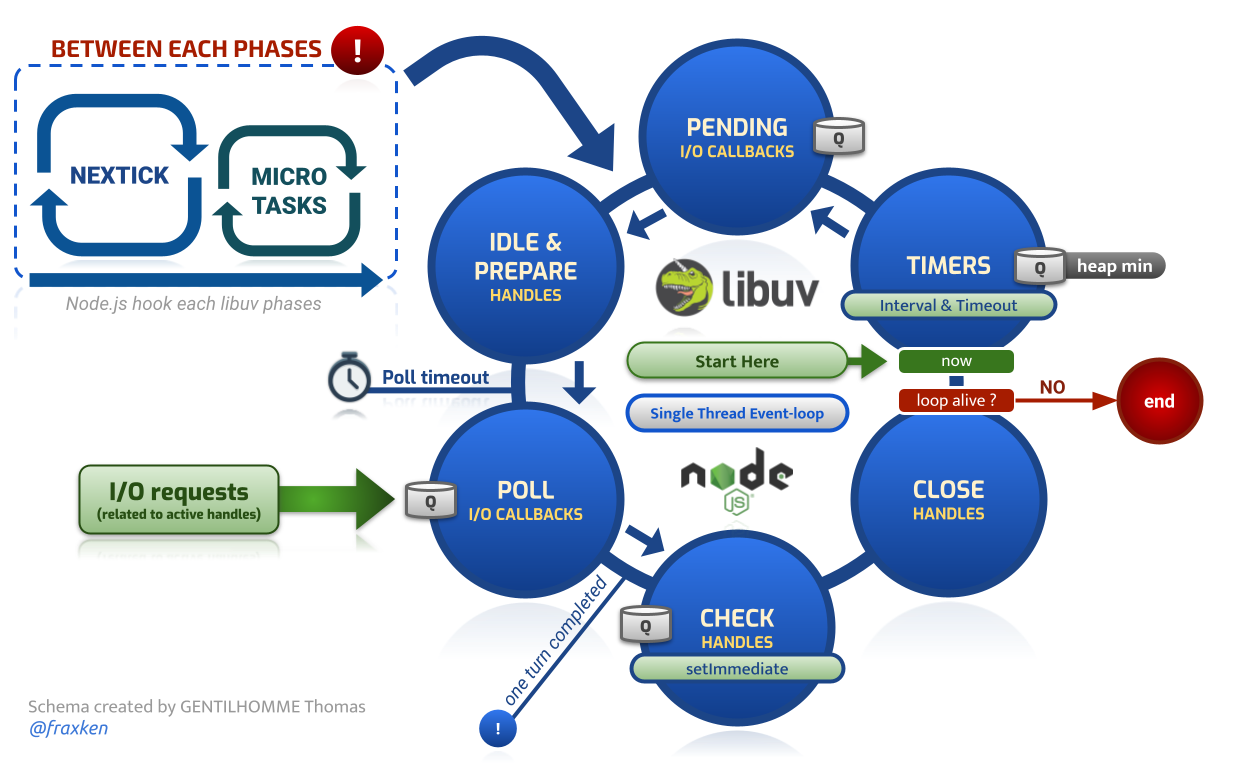 BETWEEN EACH PHASES
!
NEXTICK
MICRO
TASKS
Node.js hook each libuv phases
PENDING
I/O CALLBACKS
Q
IDLE &
PREPARE
HANDLES
TIMERS
Q
heap min
Interval & Timeout
libuv
Start Here
now
Poll timeout
Single Thread Event-loop
loop alive ?
NO
end
I/O requests
(related to active handles)
Q
POLL
I/O CALLBACKS
node
JS
CLOSE
HANDLES
one turn completed
!
Q
CHECK
HANDLES
setImmediate
Schema created by GENTILHOMME Thomas
@fraxken